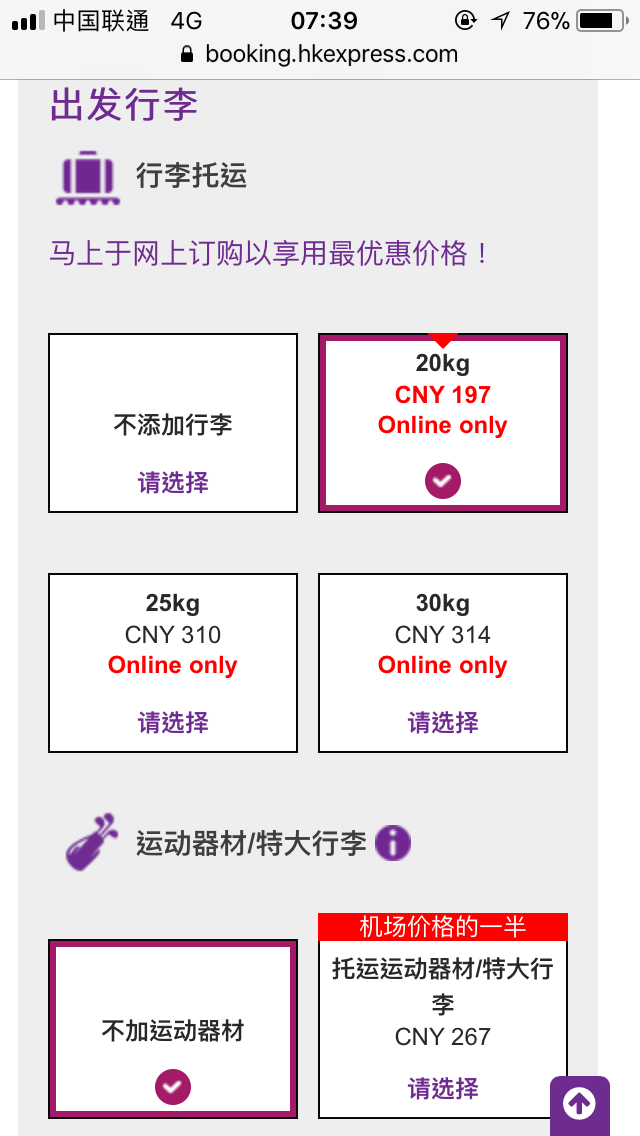 中国联通 4G 07:39 76%
booking.hkexpress.com
出发行李
行李托运
马上于网上订购以享用最优惠价格！
不添加行李
请选择
20kg
CNY 197
Online only
25kg
CNY 310
Online only
请选择
30kg
CNY 314
Online only
请选择
运动器材/特大行李
不加运动器材
机场价格的一半
托运运动器材/特大行
李
CNY 267
请选择